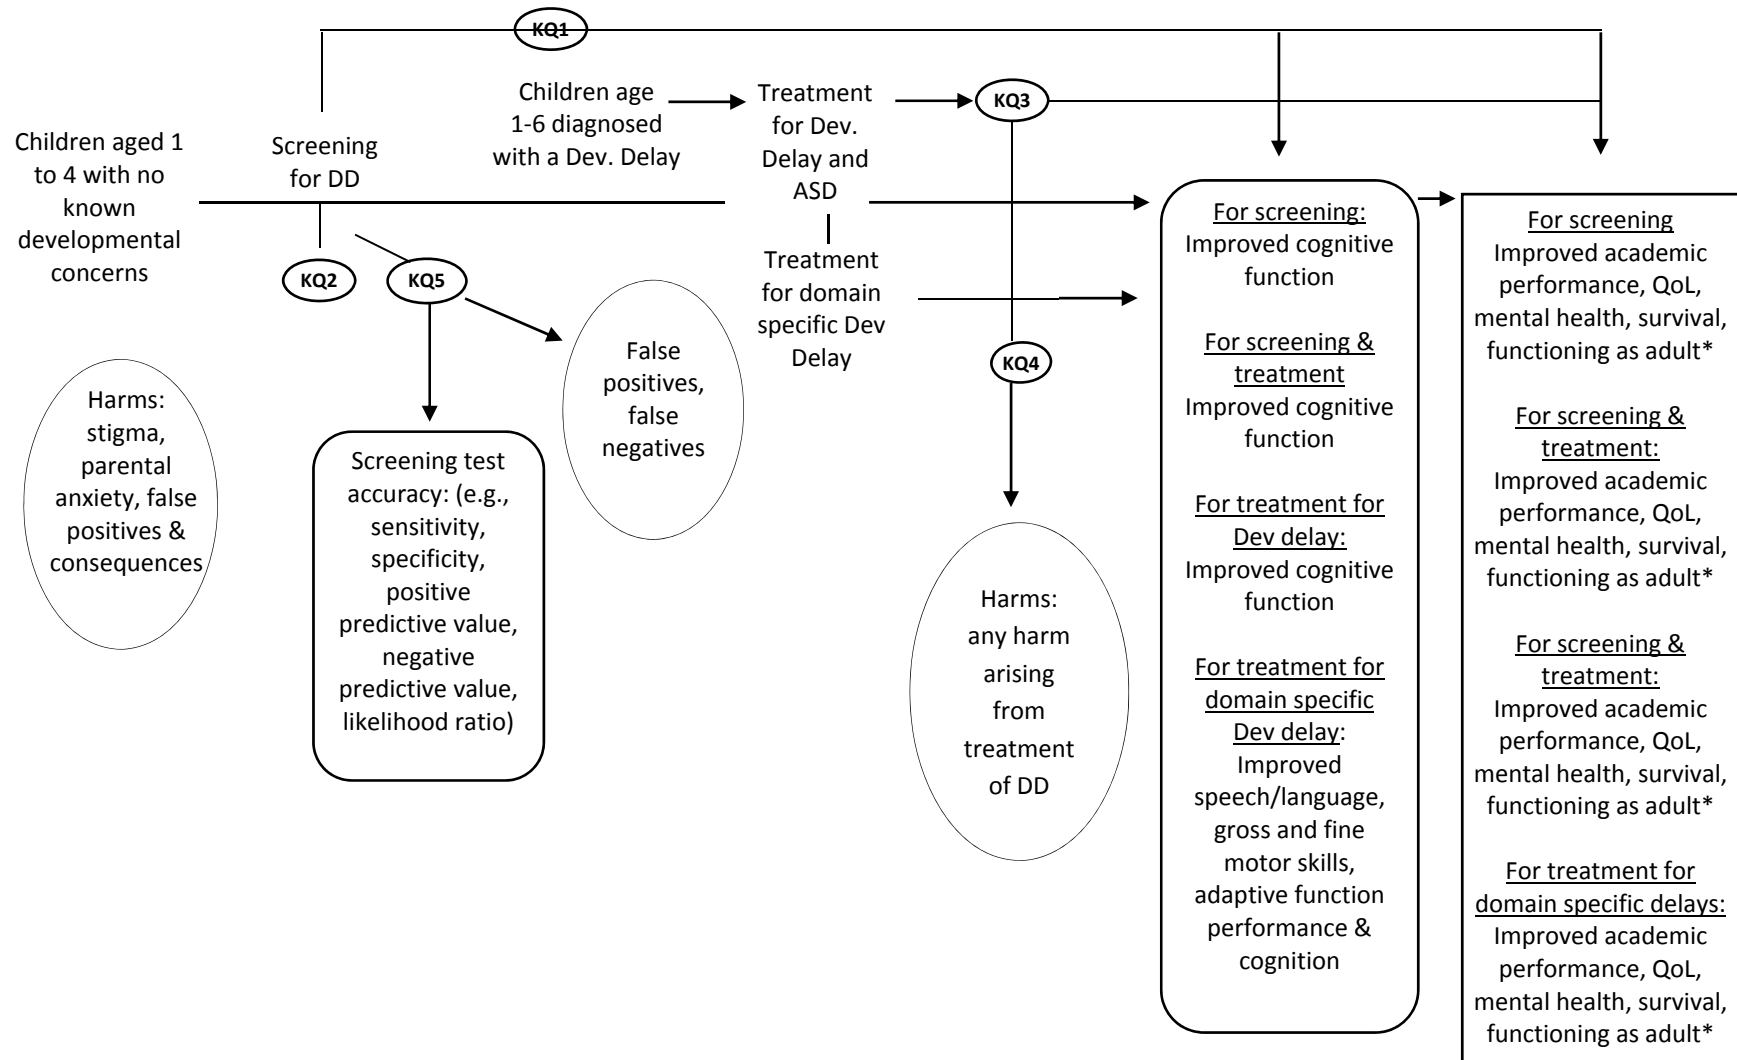 KQ1
Children aged 1
to 4 with no
known
developmental
concerns
Screening
for DD
Children age
1-6 diagnosed
with a Dev. Delay
Treatment
for Dev.
Delay and
ASD
KQ3
Treatment
for domain
specific Dev
Delay
KQ2
KQ5
KQ4
Harms:
stigma,
parental
anxiety, false
positives &
consequences
Screening test
accuracy: (e.g.,
sensitivity,
specificity,
positive
predictive value,
negative
predictive value,
likelihood ratio)
False
positives,
false
negatives
Harms:
any harm
arising
from
treatment
of DD
For screening:
Improved cognitive
function
For screening &
treatment
Improved cognitive
function
For treatment for
Dev delay:
Improved cognitive
function
For treatment for
domain specific
Dev delay:
Improved
speech/language,
gross and fine
motor skills,
adaptive function
performance &
cognition
For screening
Improved academic
performance, QoL,
mental health, survival,
functioning as adult*
For screening &
treatment:
Improved academic
performance, QoL,
mental health, survival,
functioning as adult*
For screening &
treatment:
Improved academic
performance, QoL,
mental health, survival,
functioning as adult*
For treatment for
domain specific delays:
Improved academic
performance, QoL,
mental health, survival,
functioning as adult*